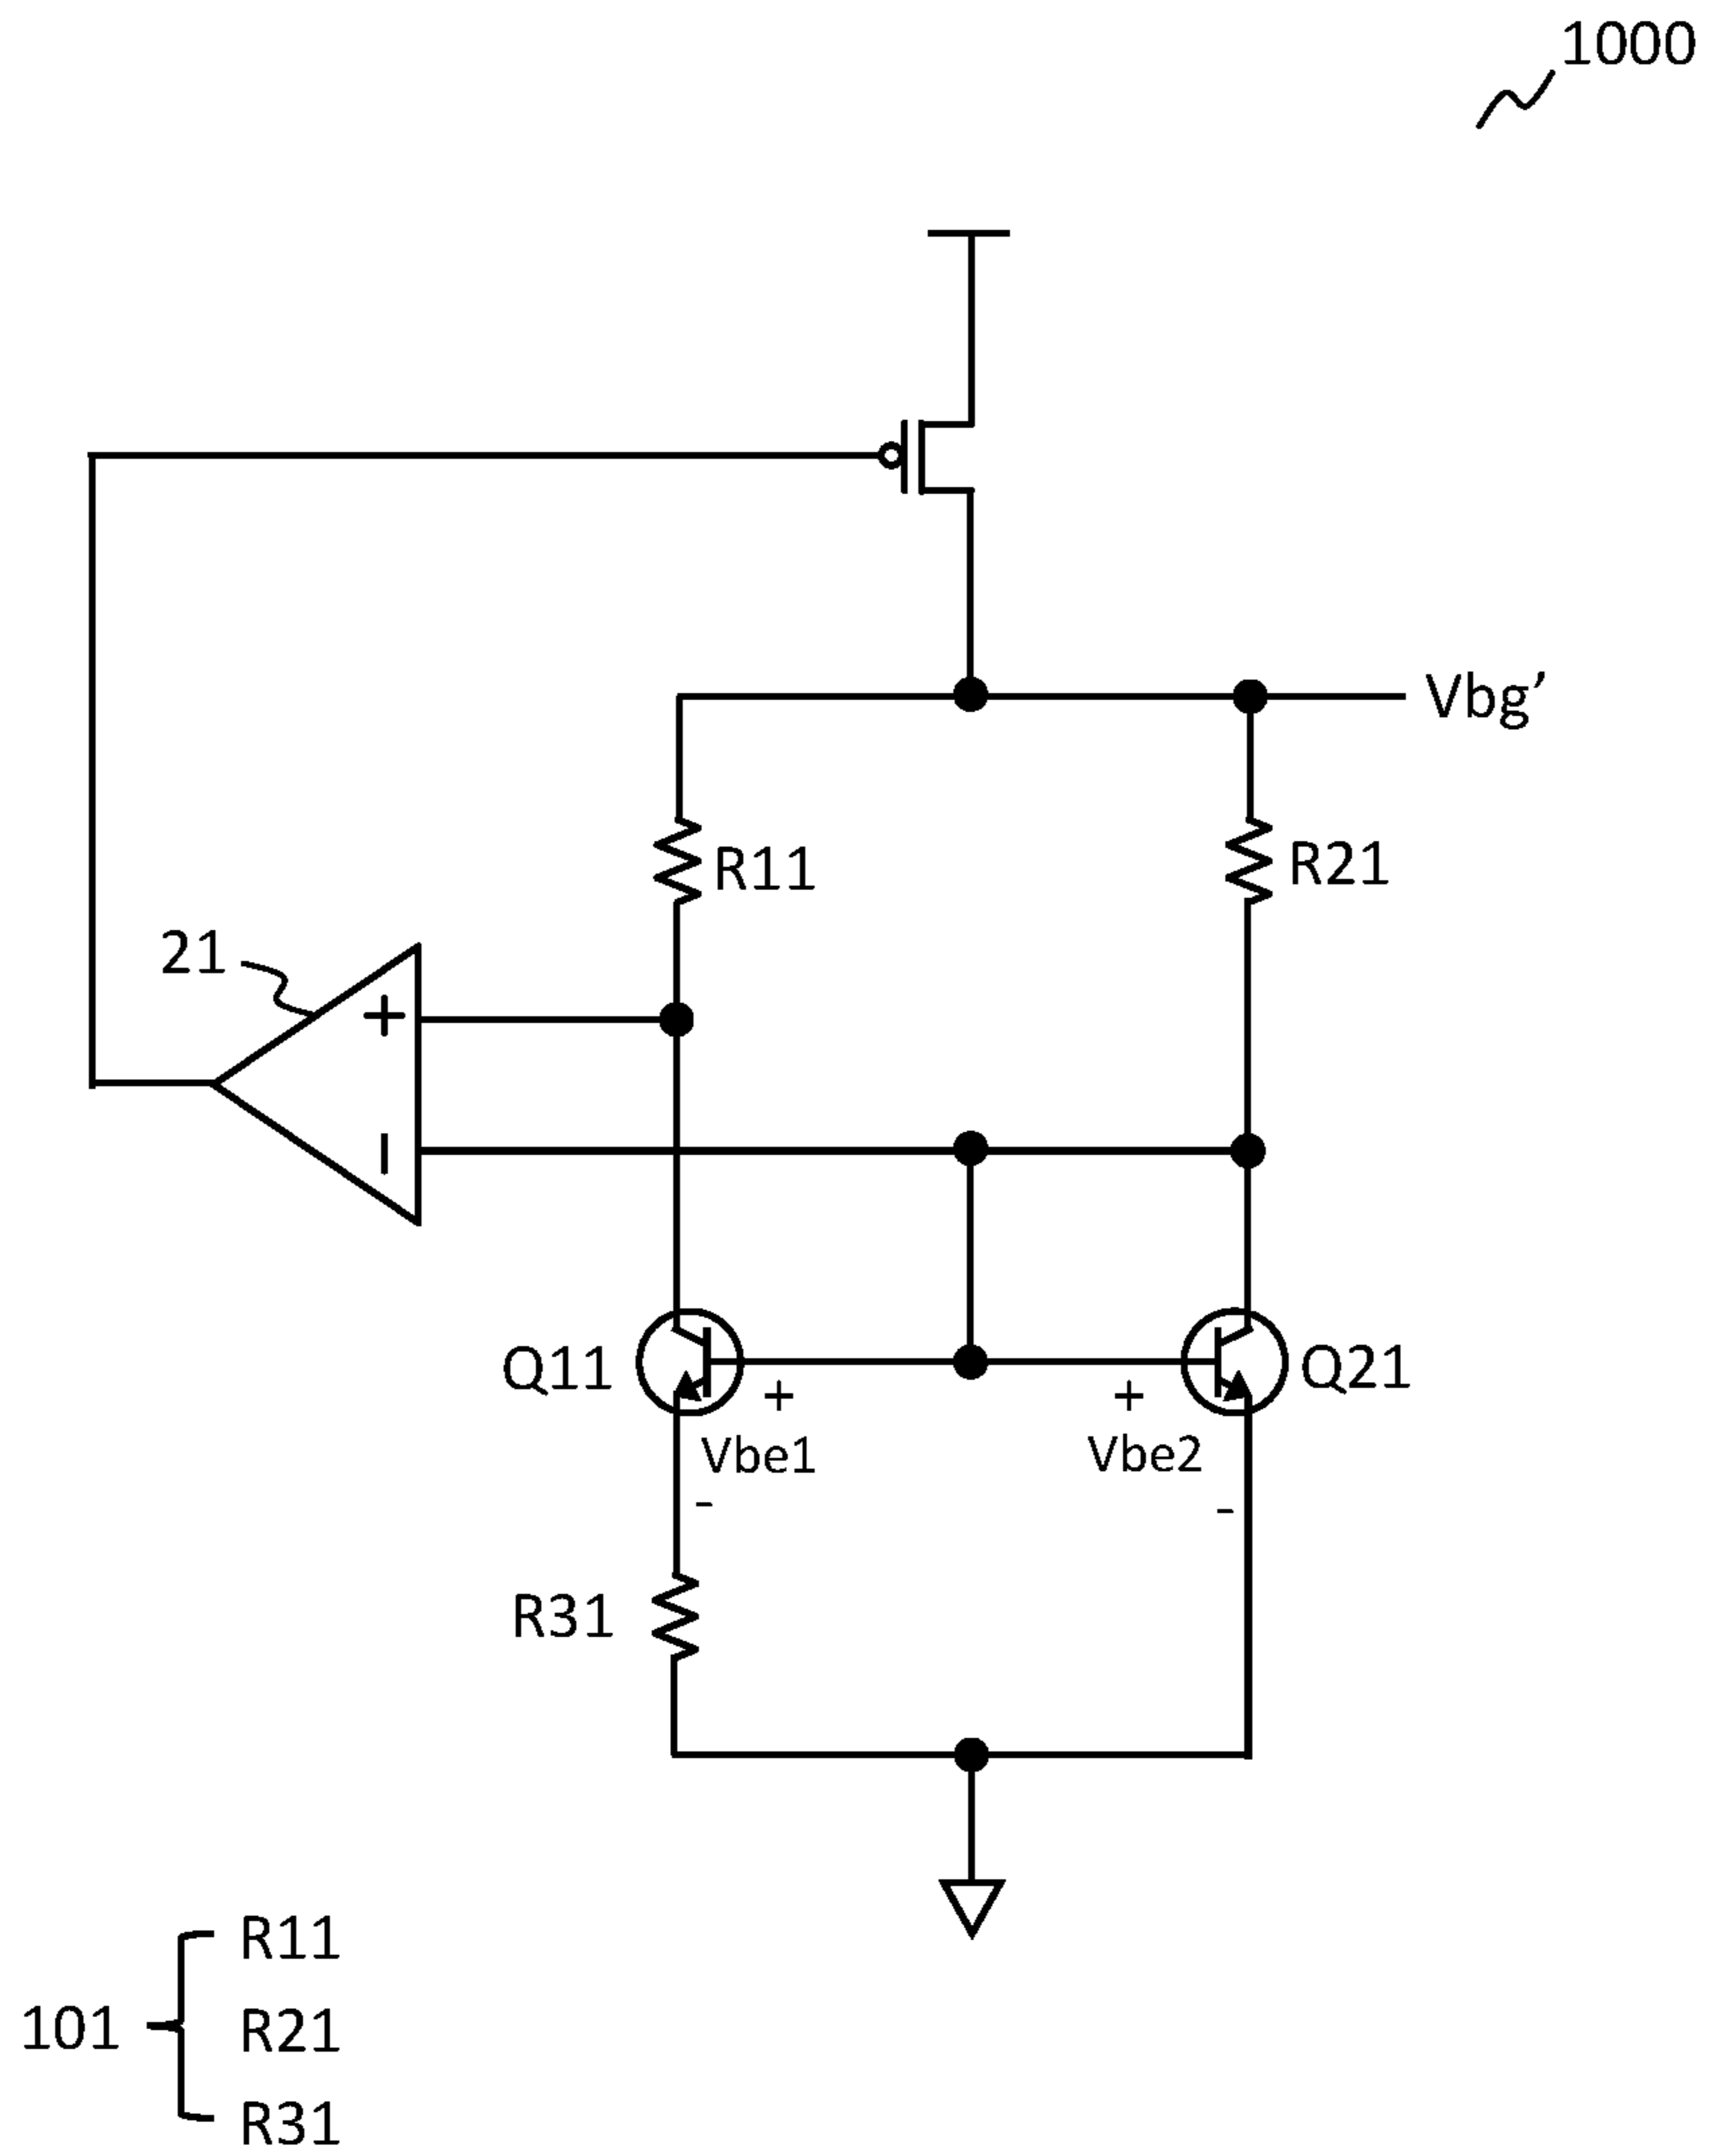 1000
Vbg’
R11
R21
21
+
-
Q11
Q21
+
+
Vbe1
Vbe2
-
-
R31
R11
101
R21
R31